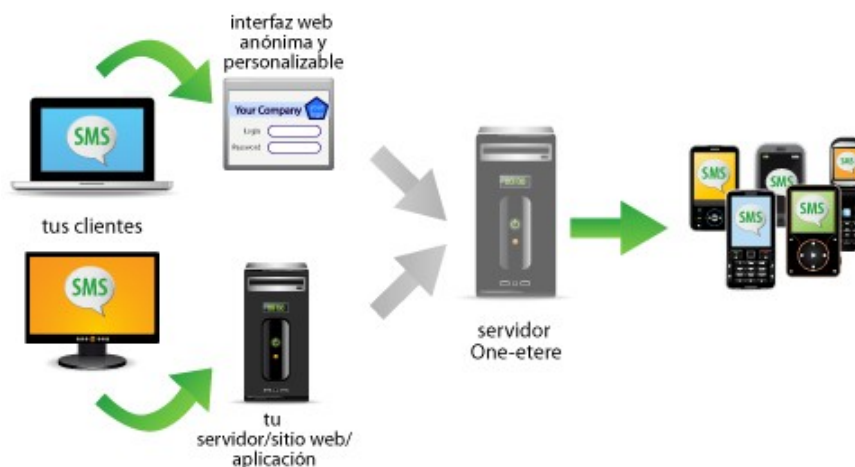 interfaz web
anónima y
personalizable
SMS
Your Company
Login
Password
tus clientes
SMS
tu
servidor/sitio web/
aplicación
servidor
One-etere
SMS
SMS
SMS
SMS
SMS